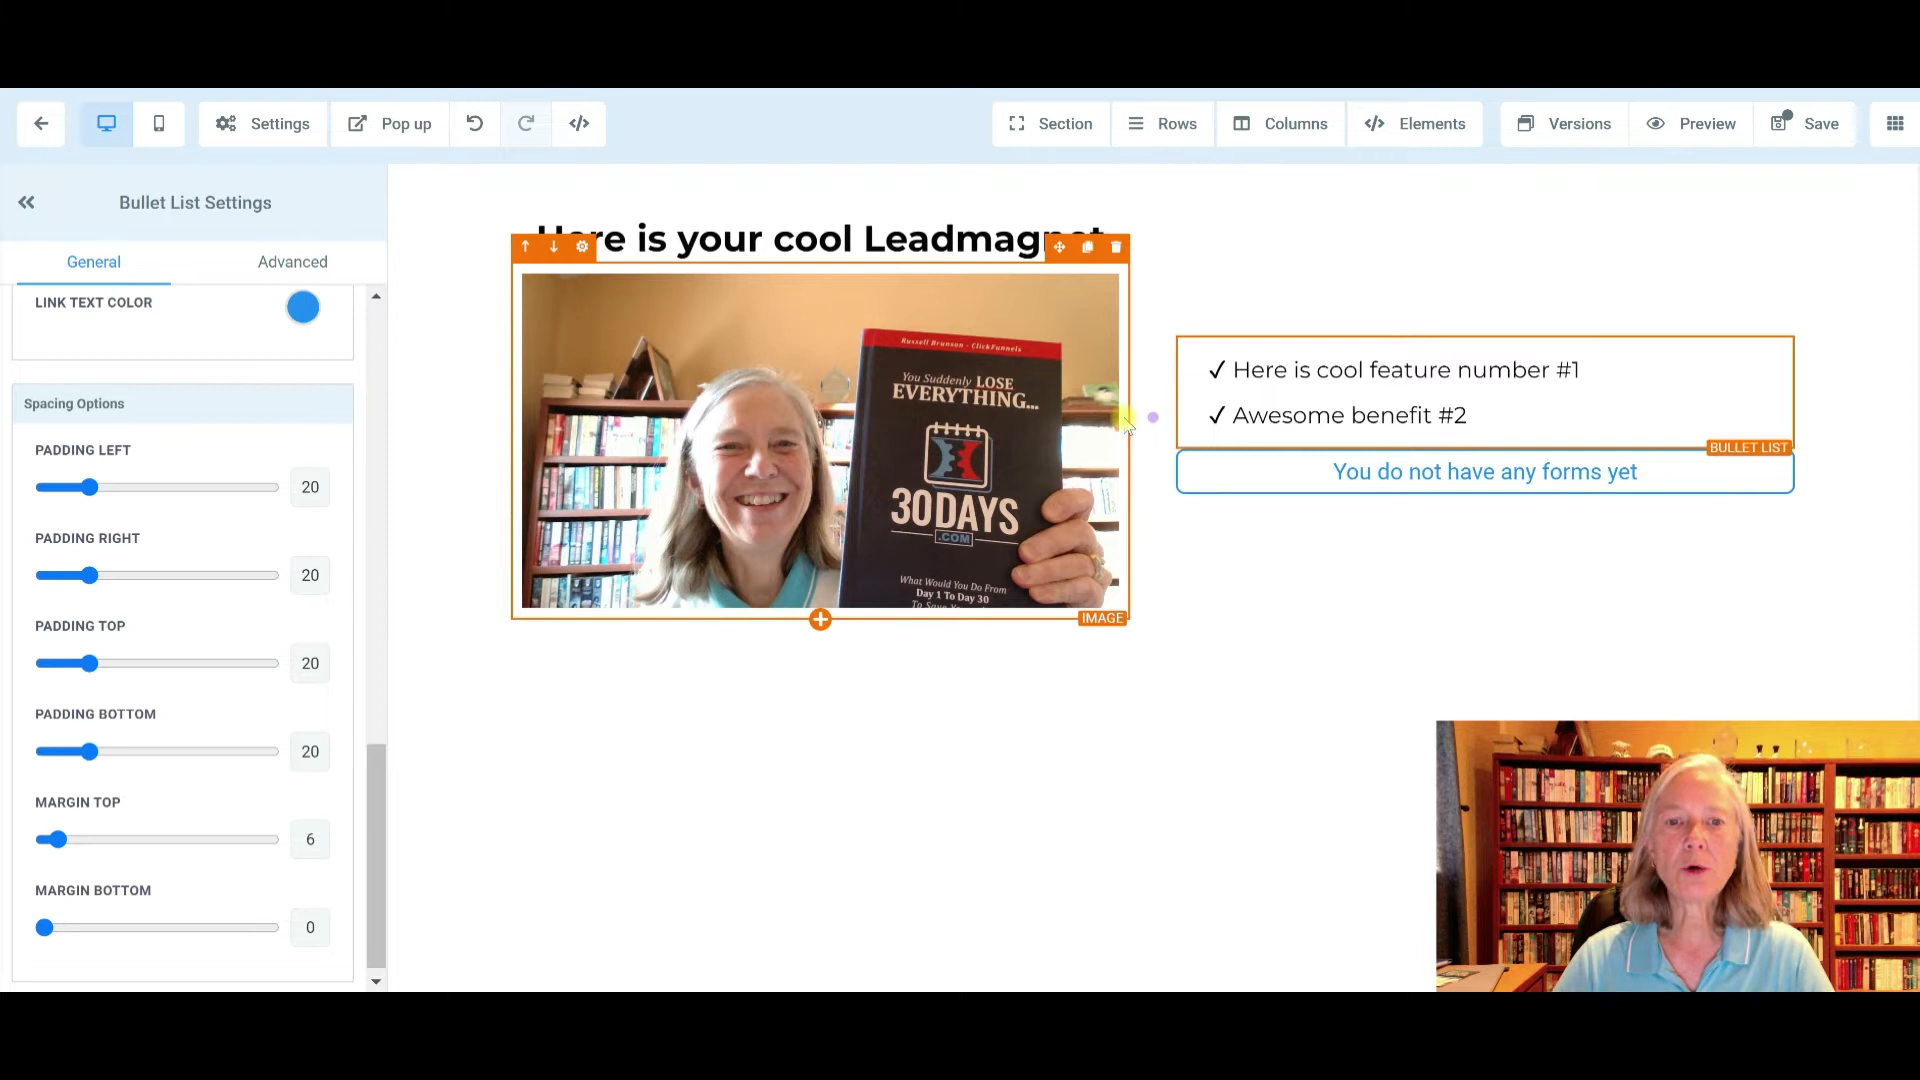 Settings
Pop up
Section
Rows
Columns
Elements
Versions
Preview
Save
Bullet List Settings
General
Advanced
LINK TEXT COLOR
Spacing Options
PADDING LEFT
20
PADDING RIGHT
20
PADDING TOP
20
PADDING BOTTOM
20
MARGIN TOP
6
MARGIN BOTTOM
0
Here is your cool Leadmagnet
Russell Brunson - ClickFunnels
You Suddenly LOSE
EVERYTHING...
30DAYS
.COM
What Would You Do From
Day 1 To Day 30
IMAGE
✓ Here is cool feature number #1
✓ Awesome benefit #2
BULLET LIST
You do not have any forms yet